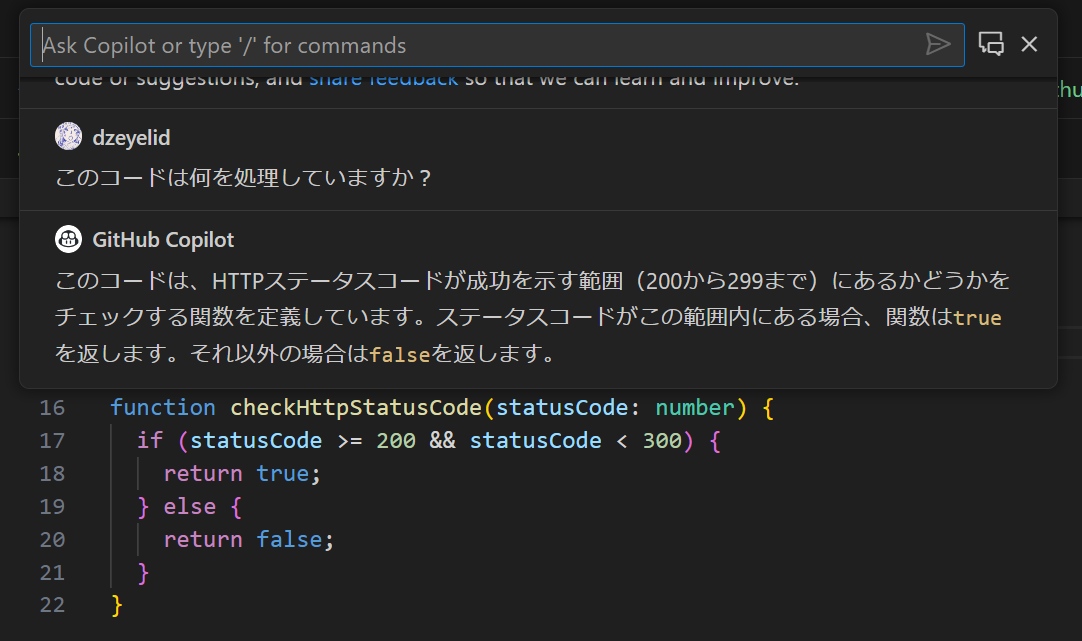 Ask Copilot or type '/' for commands
code or suggestions, and share feedback so that we can learn and improve.
dzeyelid
このコードは何を処理していますか？
GitHub Copilot
このコードは、HTTPステータスコードが成功を示す範囲（200から299まで）にあるかどうかを
チェックする関数を定義しています。ステータスコードがこの範囲内にある場合、関数はtrue
を返します。それ以外の場合はfalseを返します。
16 function checkHttpStatusCode(statusCode: number) {
17 if (statusCode >= 200 && statusCode < 300) {
18 return true;
19 } else {
20 return false;
21 }
22 }